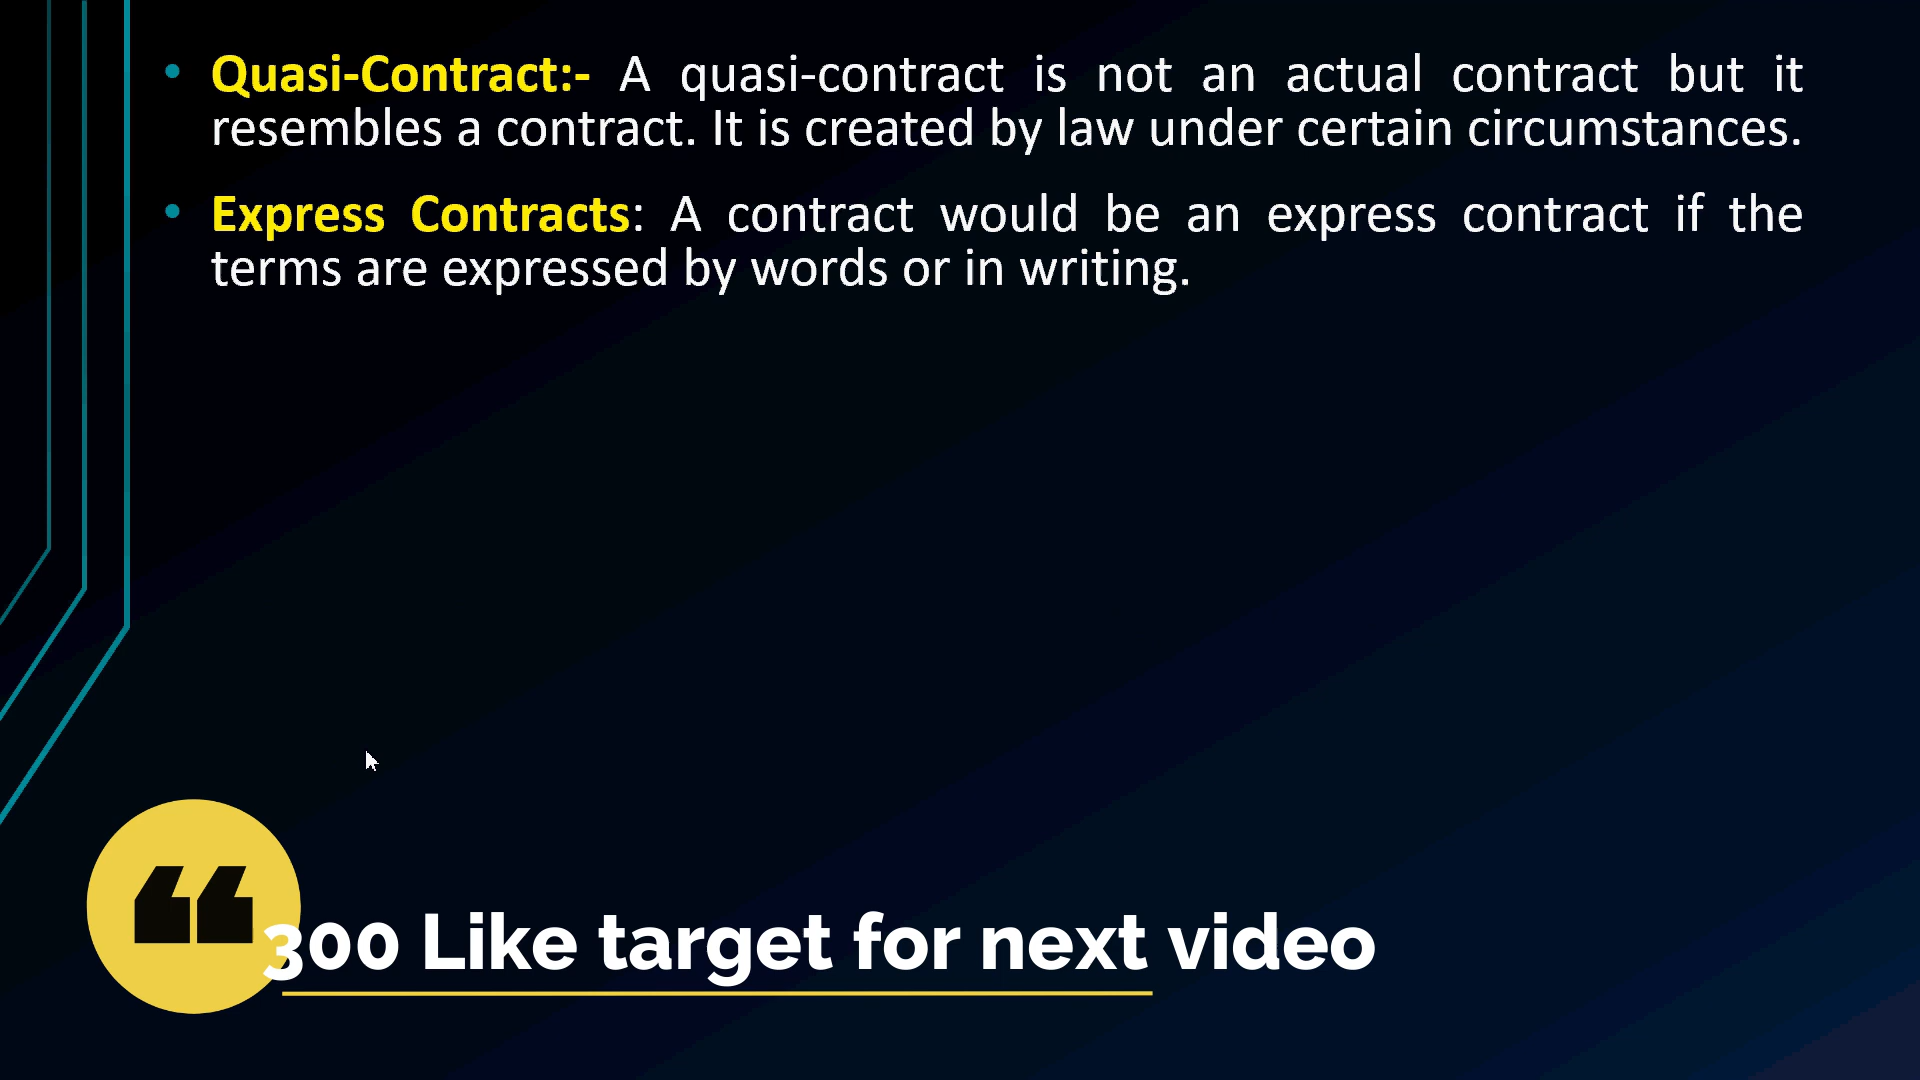 • Quasi-Contract:- A quasi-contract is not an actual contract but it
resembles a contract. It is created by law under certain circumstances.
• Express Contracts: A contract would be an express contract if the
terms are expressed by words or in writing.
❝
300 Like target for next video